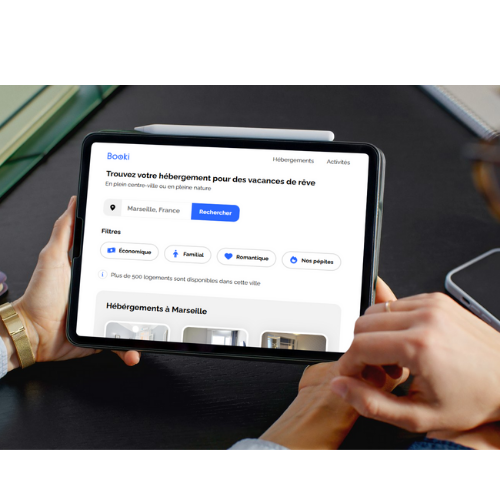 Booki
Hébergements Activités
Trouvez votre hébergement pour des vacances de rêve
En plein centre-ville ou en pleine nature
Marseille, France Rechercher
Filtres
Économique Familial Romantique Nos pépites
Plus de 500 logements sont disponibles dans cette ville
Hébergements à Marseille